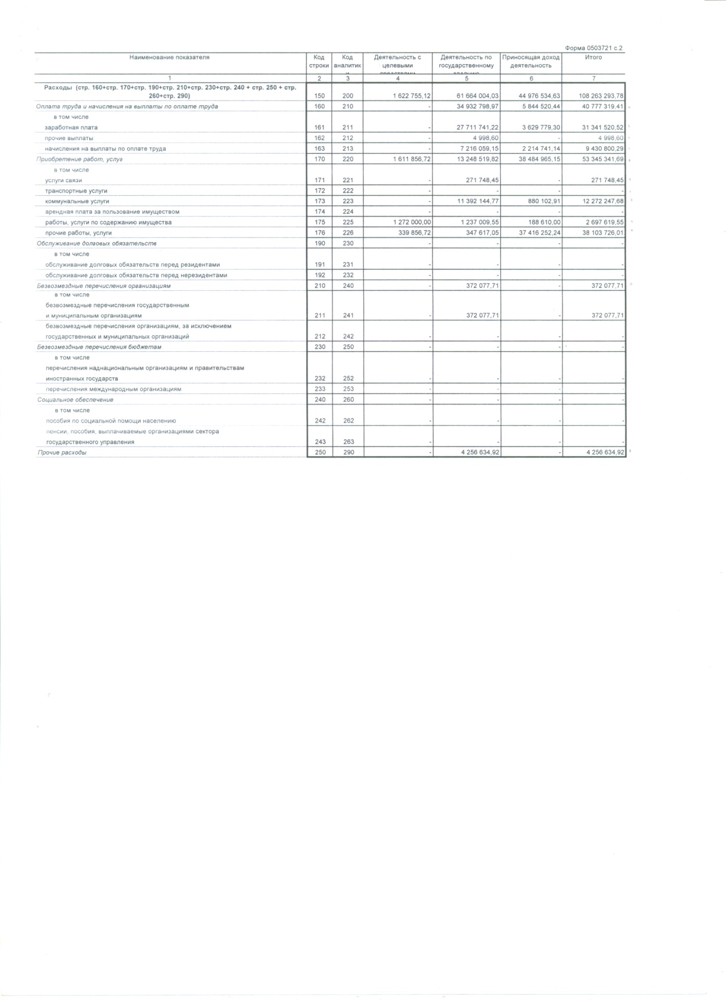 Форма 0503721 с.2
Наименование показателя Код строки Код аналитик и Деятельность с целевыми средствами Деятельность по государственному заданию Приносящая доход деятельность Итого
1 2 3 4 5 6 7
Расходы (стр. 160+стр. 170+стр. 190+стр. 210+стр. 230+стр. 240 + стр. 250 + стр.
260+стр. 290) 150 200 1 622 755,12 61 664 004,03 44 976 534,63 108 263 293,78
Оплата труда и начисления на выплаты по оплате труда 160 210 - 34 932 798,97 5 844 520,44 40 777 319,41
в том числе
заработная плата 161 211 - 27 711 741,22 3 629 779,30 31 341 520,52
прочие выплаты 162 212 - 4 998,60 - 4 998,60
начисления на выплаты по оплате труда 163 213 - 7 216 059,15 2 214 741,14 9 430 800,29
Приобретение работ, услуг 170 220 1 611 856,72 13 248 519,82 38 484 965,15 53 345 341,69
в том числе
услуги связи 171 221 - 271 748,45 - 271 748,45
транспортные услуги 172 222 - - - -
коммунальные услуги 173 223 - 11 392 144,77 880 102,91 12 272 247,68
арендная плата за пользование имуществом 174 224 - - - -
работы, услуги по содержанию имущества 175 225 1 272 000,00 1 237 009,55 188 610,00 2 697 619,55
прочие работы, услуги 176 226 339 856,72 347 617,05 37 416 252,24 38 103 726,01
Обслуживание долговых обязательств 190 230 - - - -
в том числе
обслуживание долговых обязательств перед резидентами 191 231 - - - -
обслуживание долговых обязательств перед нерезидентами 192 232 - - - -
Безвозмездные перечисления организациям 210 240 - 372 077,71 - 372 077,71
в том числе
безвозмездные перечисления государственным
и муниципальным организациям 211 241 - 372 077,71 - 372 077,71
безвозмездные перечисления организациям, за исключением
государственных и муниципальных организаций 212 242 - - - -
Безвозмездные перечисления бюджетам 230 250 - - - -
в том числе
перечисления наднациональным организациям и правительствам
иностранных государств 232 252 - - - -
перечисления международным организациям 233 253 - - - -
Социальное обеспечение 240 260 - - - -
в том числе
пособия по социальной помощи населению 242 262 - - - -
пенсии, пособия, выплачиваемые организациями сектора
государственного управления 243 263 - - - -
Прочие расходы 250 290 - 4 256 634,92 - 4 256 634,92